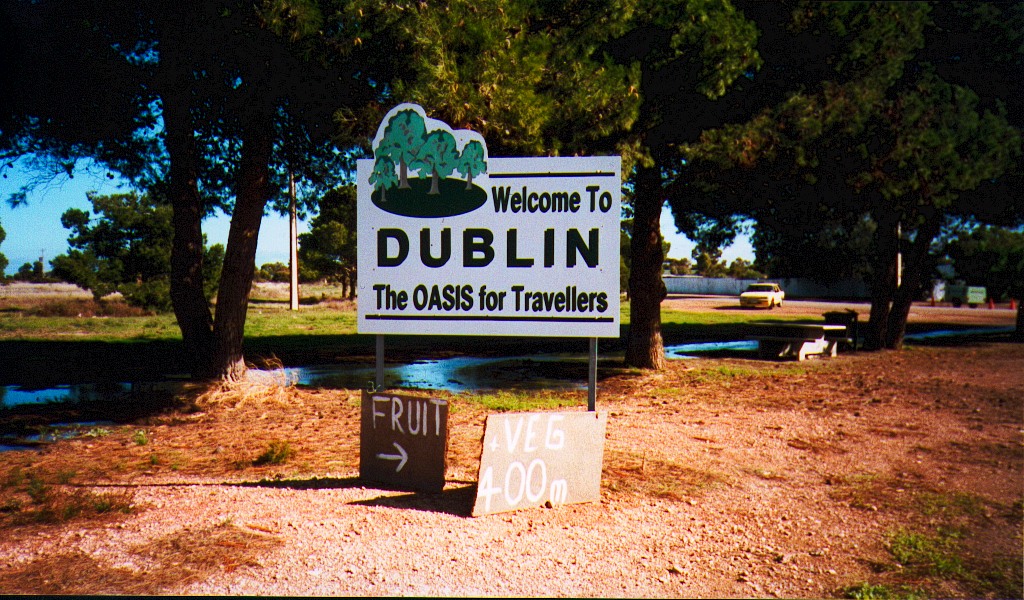 Welcome To
DUBLIN
The OASIS for Travellers
FRUIT
→
+VEG
400m